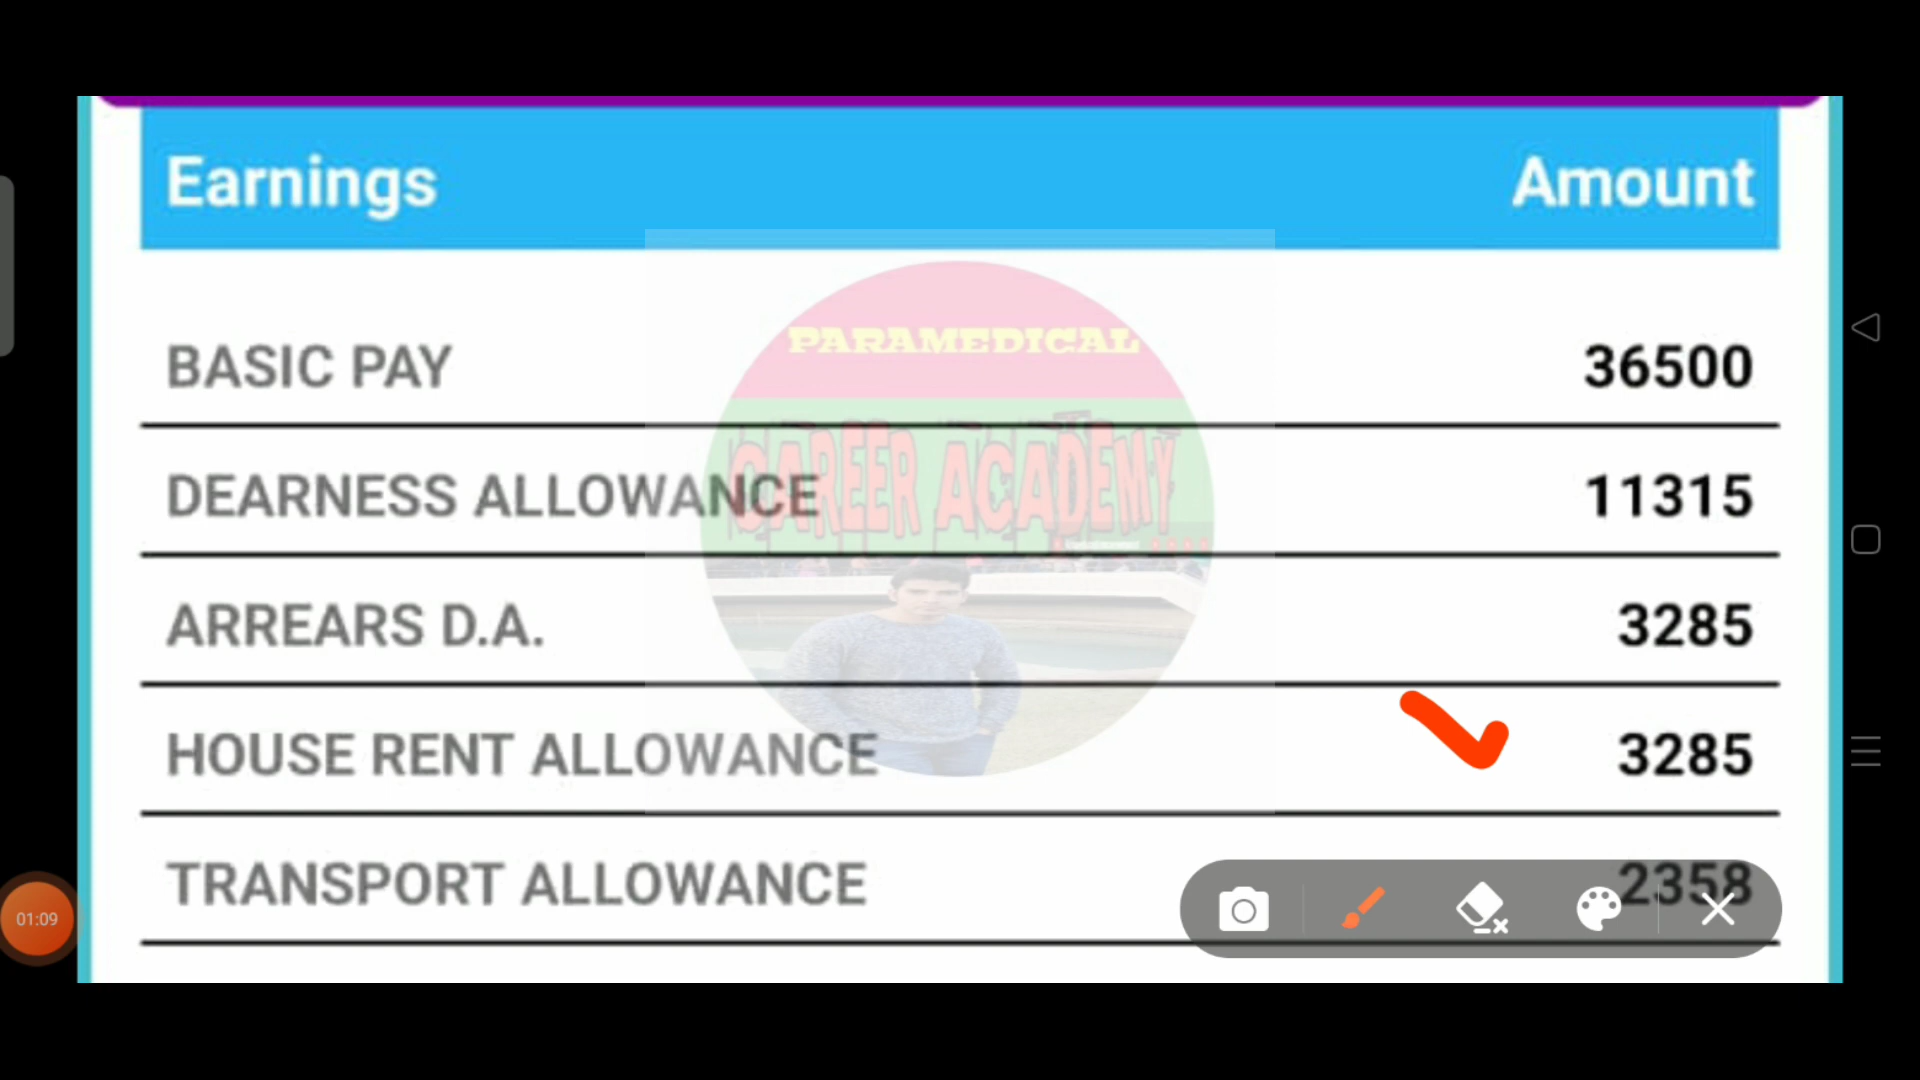 Earnings Amount
PARAMEDICAL
BASIC PAY 36500
CAREER ACADEMY
DEARNESS ALLOWANCE 11315
ARREARS D.A. 3285
HOUSE RENT ALLOWANCE 3285
TRANSPORT ALLOWANCE 2358
01:09